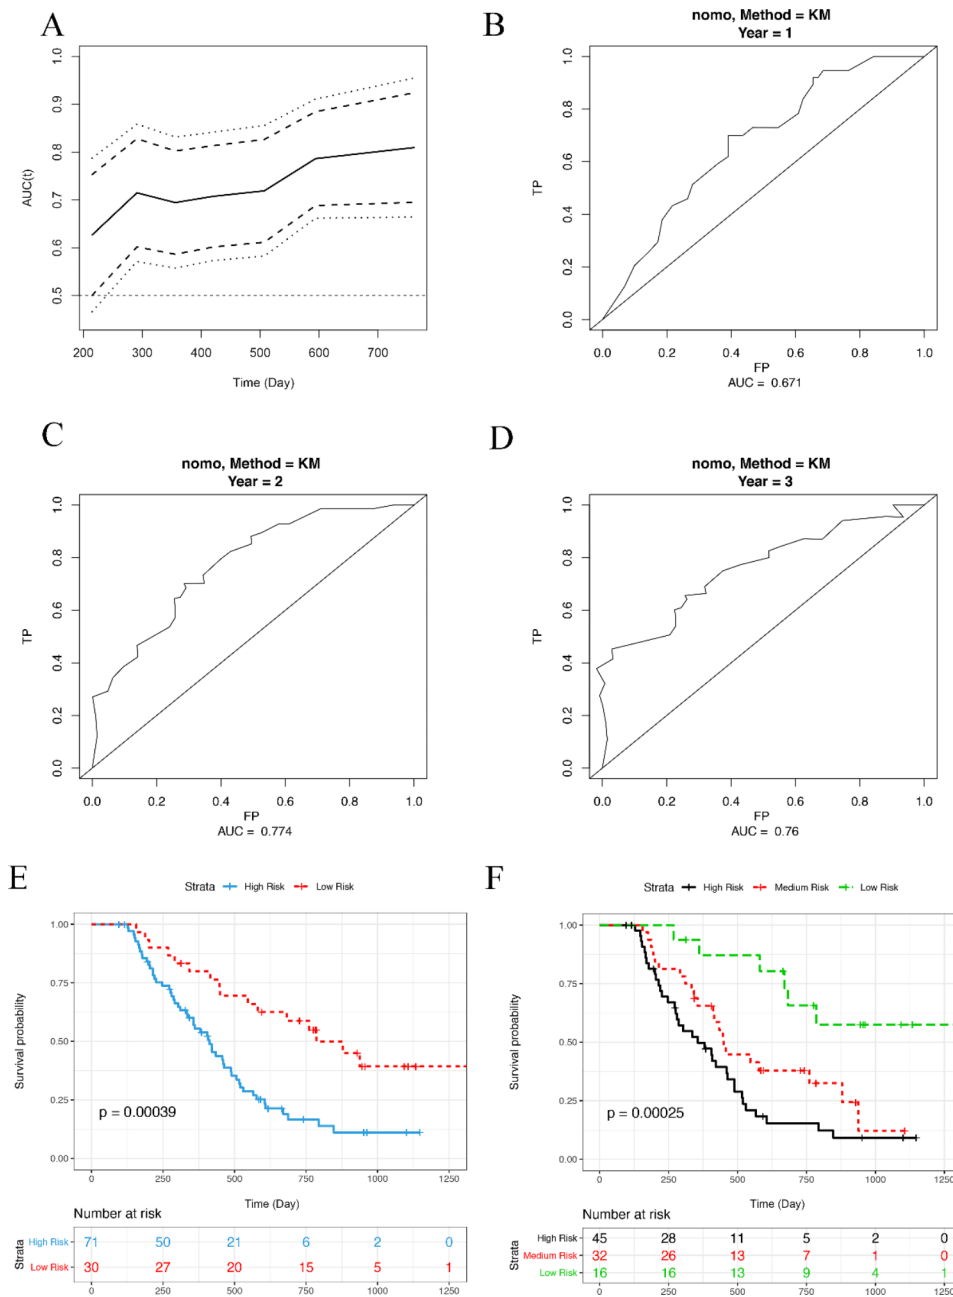 A
1.0
0.9
0.8
0.7
0.6
0.5
AUC(t)
200 300 400 500 600 700
Time (Day)
B
nomo, Method = KM
Year = 1
1.0
0.8
0.6
0.4
0.2
0.0
TP
0.0 0.2 0.4 0.6 0.8 1.0
FP
AUC = 0.671
C
nomo, Method = KM
Year = 2
1.0
0.8
0.6
0.4
0.2
0.0
TP
0.0 0.2 0.4 0.6 0.8 1.0
FP
AUC = 0.774
D
nomo, Method = KM
Year = 3
1.0
0.8
0.6
0.4
0.2
0.0
TP
0.0 0.2 0.4 0.6 0.8 1.0
FP
AUC = 0.76
E
Strata High Risk Low Risk
1.00
0.75
0.50
0.25
0.00
Survival probability
p = 0.00039
0 250 500 750 1000 1250
Time (Day)
Number at risk
Strata
High Risk 71 50 21 6 2 0
Low Risk 30 27 20 15 5 1
0 250 500 750 1000 1250
F
Strata High Risk Medium Risk Low Risk
1.00
0.75
0.50
0.25
0.00
Survival probability
p = 0.00025
0 250 500 750 1000 1250
Time (Day)
Number at risk
Strata
High Risk 45 28 11 5 2 0
Medium Risk 32 26 13 7 1 0
Low Risk 16 16 13 9 4 1
0 250 500 750 1000 1250